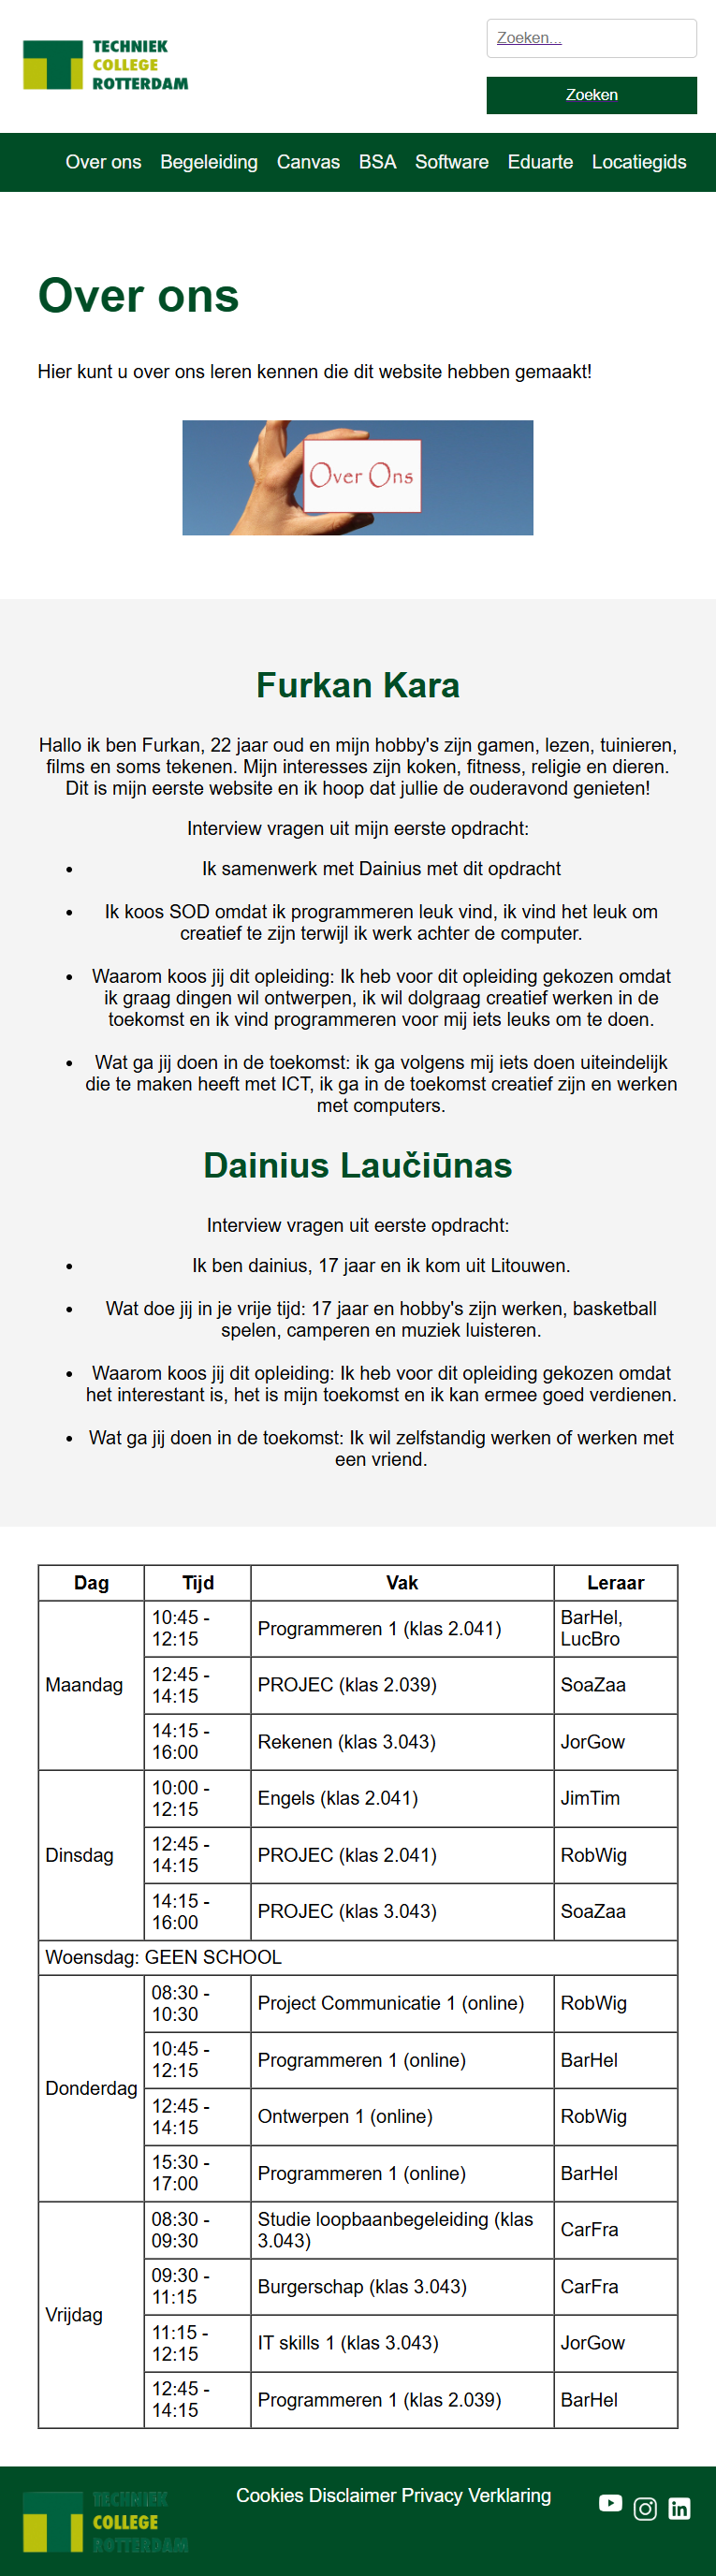 TECHNIEK
COLLEGE
ROTTERDAM
Zoeken...
Zoeken
Over ons Begeleiding Canvas BSA Software Eduarte Locatiegids
Over ons
Hier kunt u over ons leren kennen die dit website hebben gemaakt!
Over Ons
Furkan Kara
Hallo ik ben Furkan, 22 jaar oud en mijn hobby's zijn gamen, lezen, tuinieren,
films en soms tekenen. Mijn interesses zijn koken, fitness, religie en dieren.
Dit is mijn eerste website en ik hoop dat jullie de ouderavond genieten!
Interview vragen uit mijn eerste opdracht:
• Ik samenwerk met Dainius met dit opdracht
• Ik koos SOD omdat ik programmeren leuk vind, ik vind het leuk om
creatief te zijn terwijl ik werk achter de computer.
• Waarom koos jij dit opleiding: Ik heb voor dit opleiding gekozen omdat
ik graag dingen wil ontwerpen, ik wil dolgraag creatief werken in de
toekomst en ik vind programmeren voor mij iets leuks om te doen.
• Wat ga jij doen in de toekomst: ik ga volgens mij iets doen uiteindelijk
die te maken heeft met ICT, ik ga in de toekomst creatief zijn en werken
met computers.
Dainius Laučiūnas
Interview vragen uit eerste opdracht:
• Ik ben dainius, 17 jaar en ik kom uit Litouwen.
• Wat doe jij in je vrije tijd: 17 jaar en hobby's zijn werken, basketball
spelen, camperen en muziek luisteren.
• Waarom koos jij dit opleiding: Ik heb voor dit opleiding gekozen omdat
het interestant is, het is mijn toekomst en ik kan ermee goed verdienen.
• Wat ga jij doen in de toekomst: Ik wil zelfstandig werken of werken met
een vriend.
Dag Tijd Vak Leraar
Maandag
10:45 -
12:15
Programmeren 1 (klas 2.041)
BarHel,
LucBro
12:45 -
14:15
PROJEC (klas 2.039)
SoaZaa
14:15 -
16:00
Rekenen (klas 3.043)
JorGow
Dinsdag
10:00 -
12:15
Engels (klas 2.041)
JimTim
12:45 -
14:15
PROJEC (klas 2.041)
RobWig
14:15 -
16:00
PROJEC (klas 3.043)
SoaZaa
Woensdag: GEEN SCHOOL
Donderdag
08:30 -
10:30
Project Communicatie 1 (online)
RobWig
10:45 -
12:15
Programmeren 1 (online)
BarHel
12:45 -
14:15
Ontwerpen 1 (online)
RobWig
15:30 -
17:00
Programmeren 1 (online)
BarHel
Vrijdag
08:30 -
09:30
Studie loopbaanbegeleiding (klas
3.043)
CarFra
09:30 -
11:15
Burgerschap (klas 3.043)
CarFra
11:15 -
12:15
IT skills 1 (klas 3.043)
JorGow
12:45 -
14:15
Programmeren 1 (klas 2.039)
BarHel
TECHNIEK
COLLEGE
ROTTERDAM
Cookies Disclaimer Privacy Verklaring